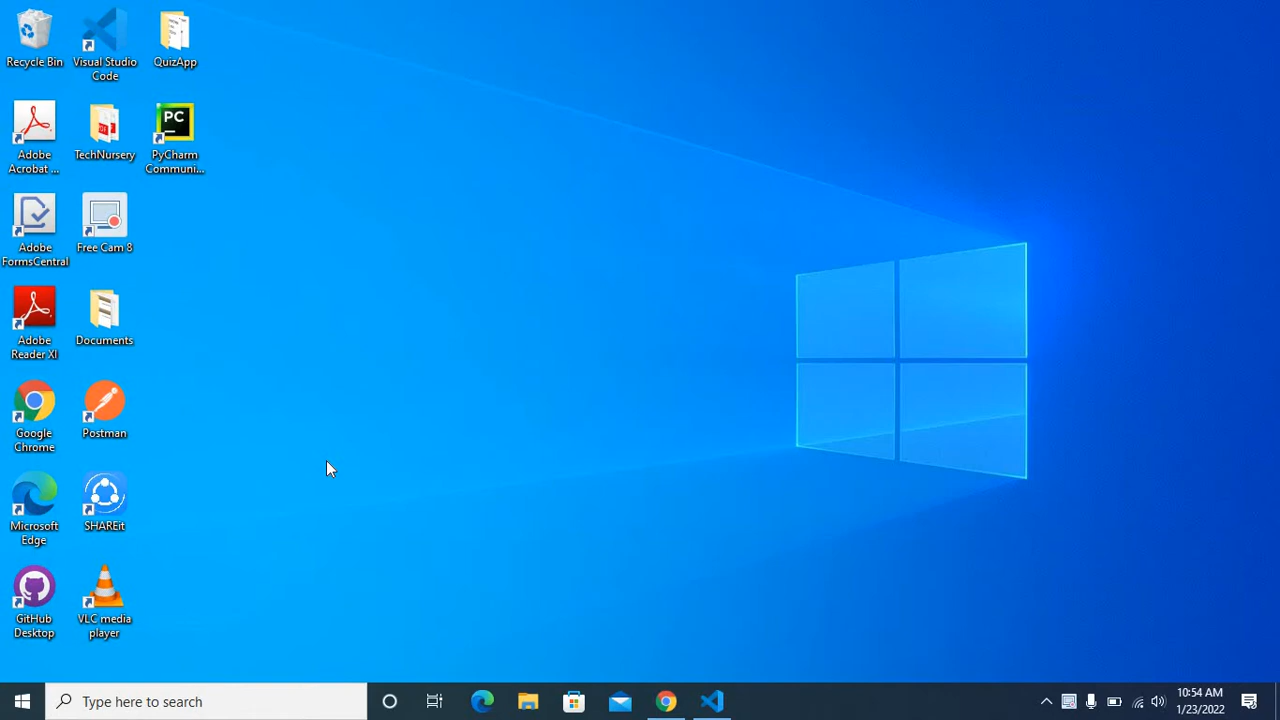 Recycle Bin
Visual Studio
Code
QuizApp
Adobe
Acrobat ...
TechNursery
PC
PyCharm
Communi...
Adobe
FormsCentral
Free Cam 8
Adobe
Reader XI
Documents
Google
Chrome
Postman
Microsoft
Edge
SHAREit
GitHub
Desktop
VLC media
player
Type here to search
10:54 AM
1/23/2022